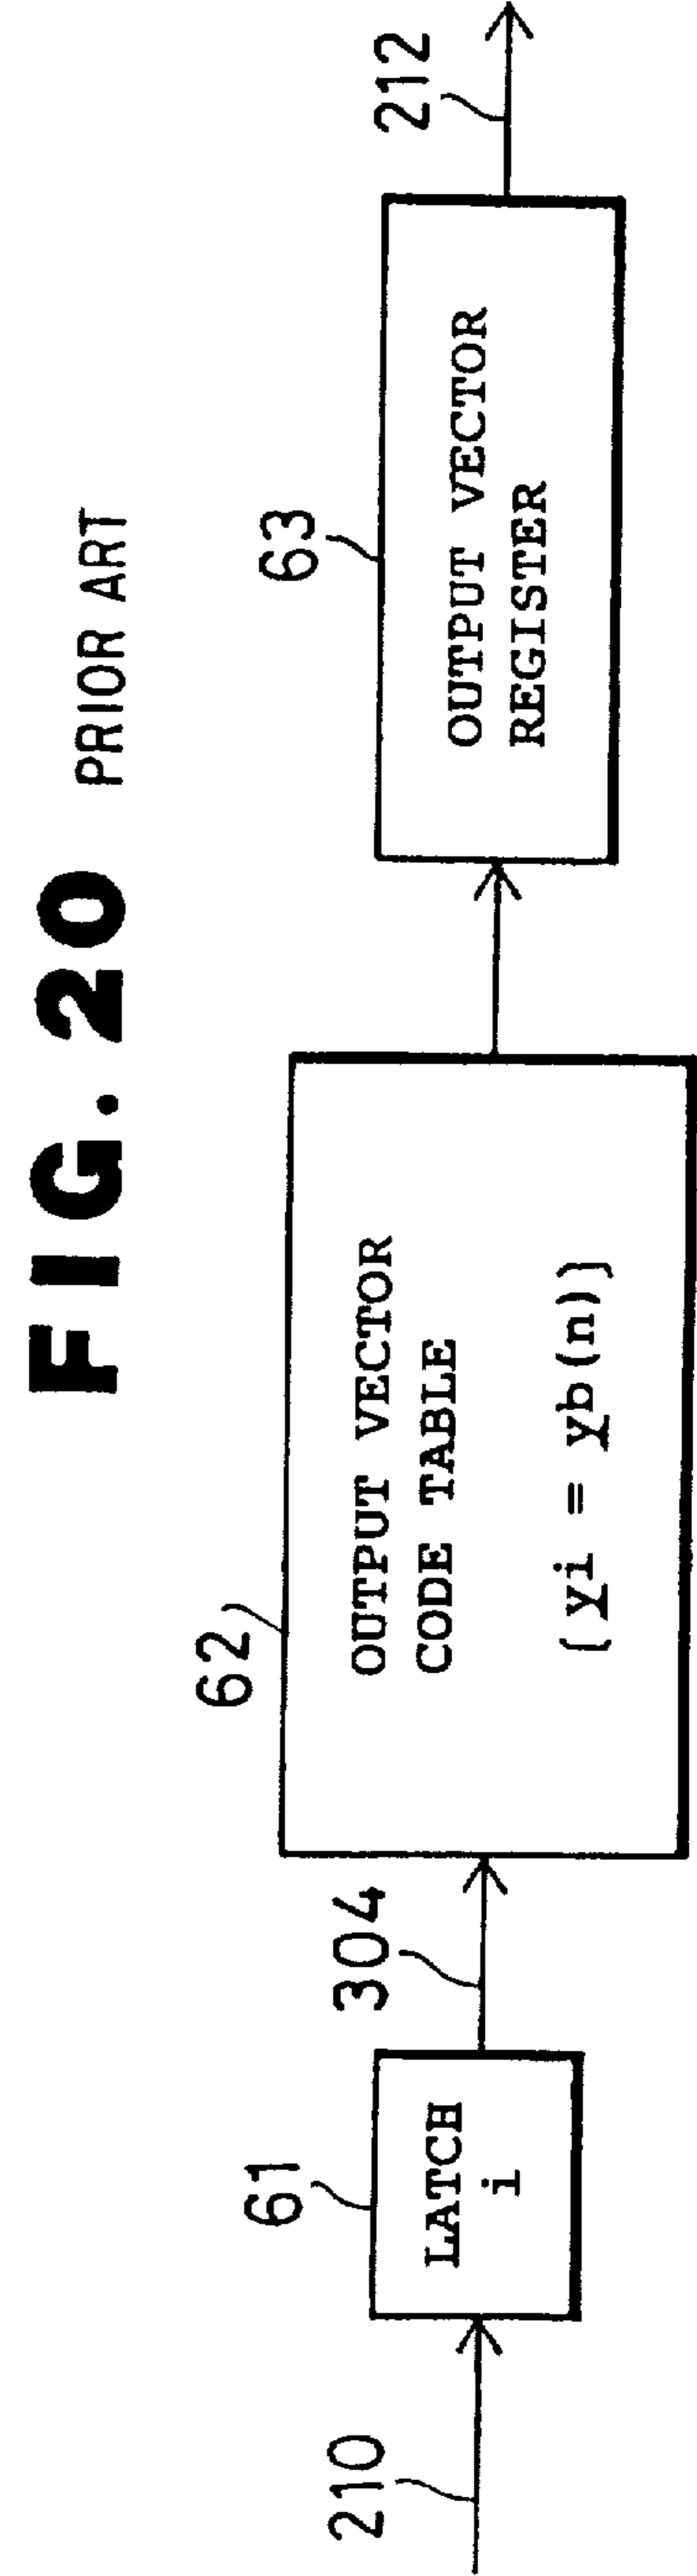 FIG. 20 PRIOR ART
210
61
LATCH
i
304
62
OUTPUT VECTOR
CODE TABLE
{ yi = yb(n)}
63
OUTPUT VECTOR
REGISTER
212